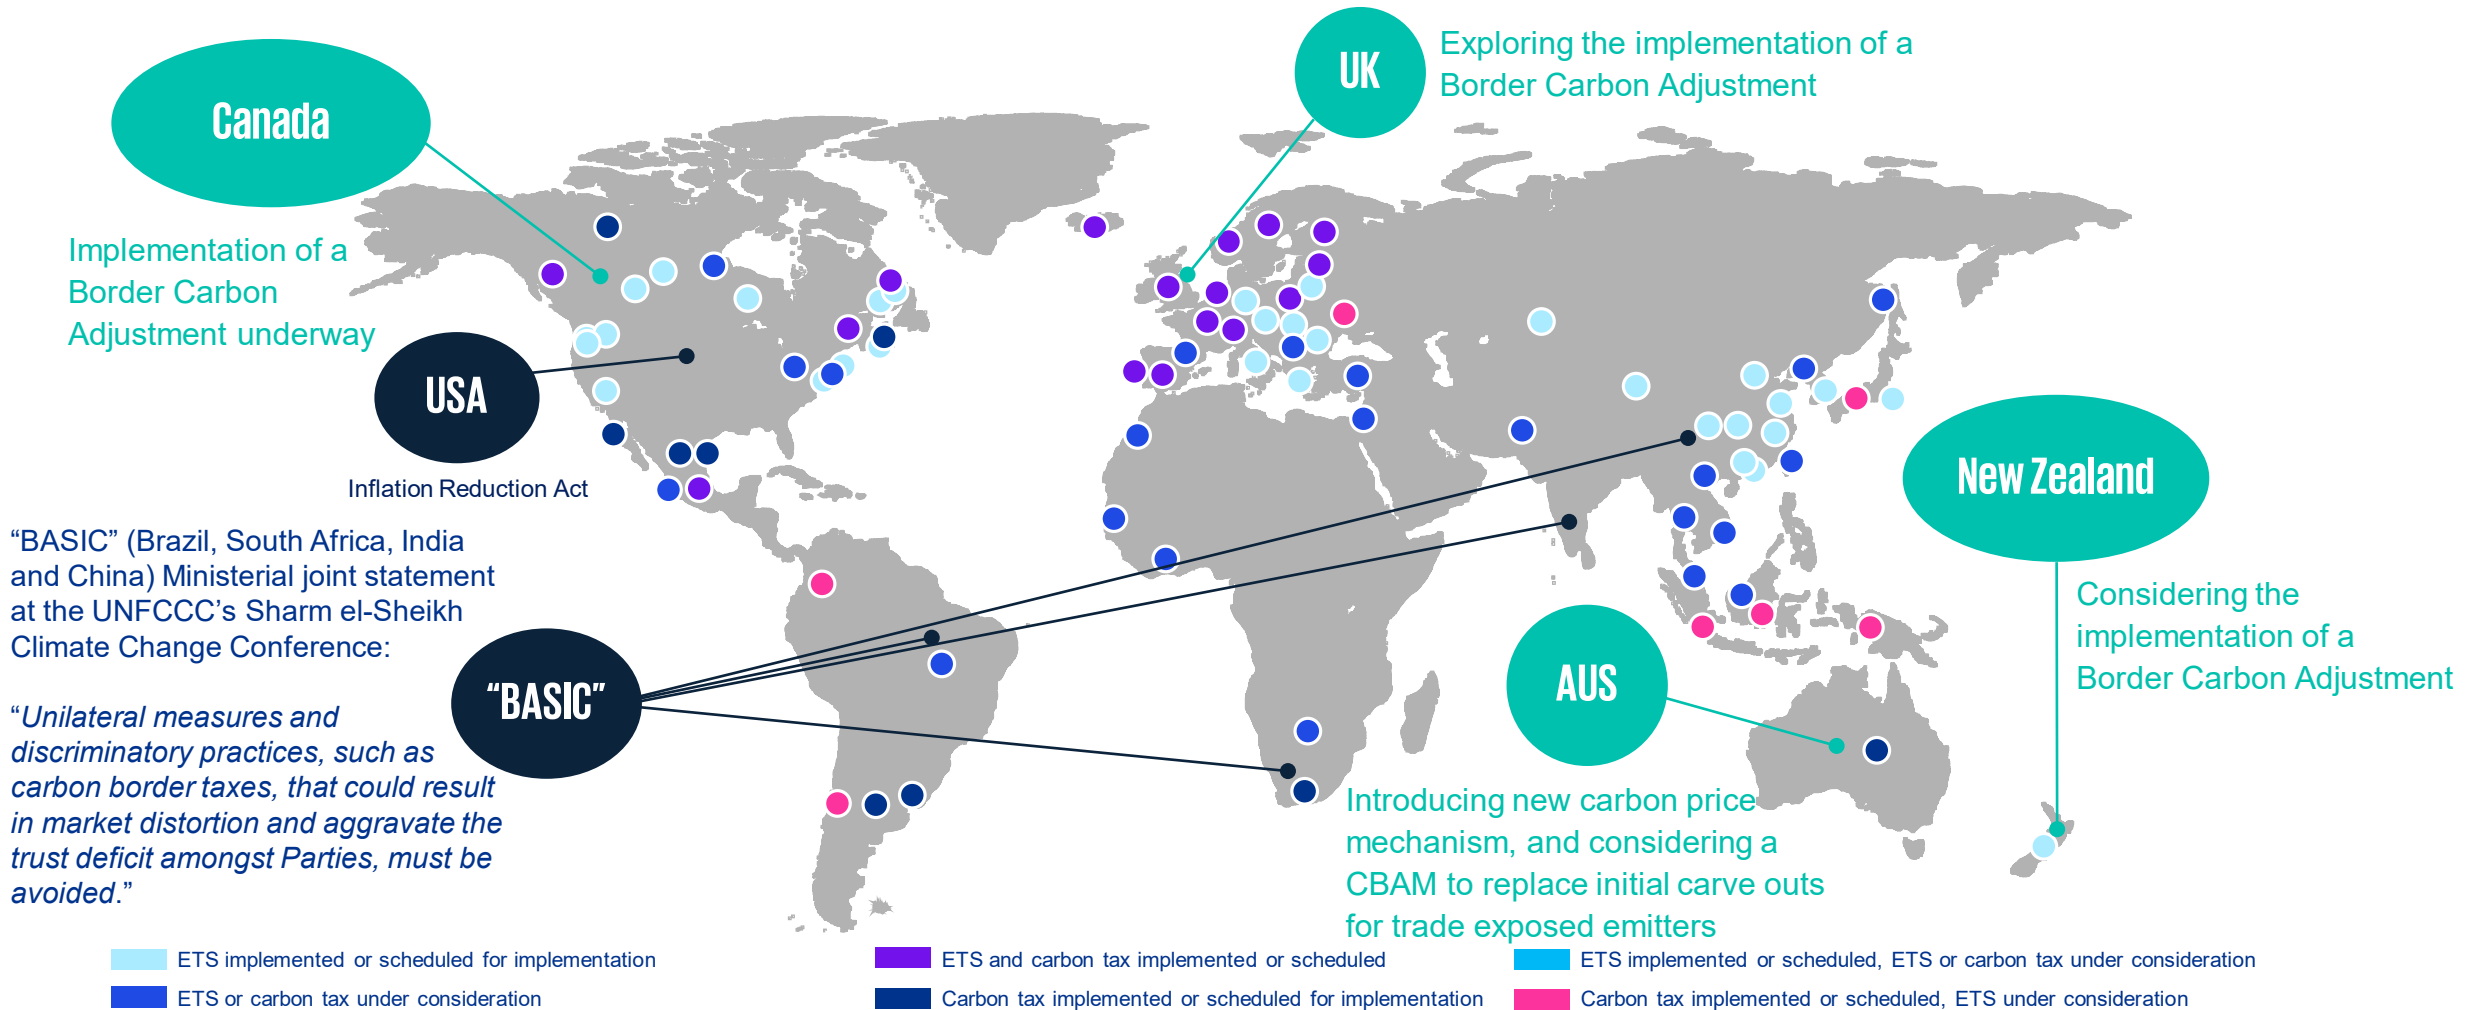 Canada
Implementation of a
Border Carbon
Adjustment underway
UK
Exploring the implementation of a
Border Carbon Adjustment
USA
Inflation Reduction Act
“BASIC” (Brazil, South Africa, India
and China) Ministerial joint statement
at the UNFCCC’s Sharm el-Sheikh
Climate Change Conference:
“Unilateral measures and
discriminatory practices, such as
carbon border taxes, that could result
in market distortion and aggravate the
trust deficit amongst Parties, must be
avoided.”
“BASIC”
New Zealand
Considering the
implementation of a
Border Carbon Adjustment
AUS
Introducing new carbon price
mechanism, and considering a
CBAM to replace initial carve outs
for trade exposed emitters
ETS implemented or scheduled for implementation
ETS and carbon tax implemented or scheduled
ETS implemented or scheduled, ETS or carbon tax under consideration
ETS or carbon tax under consideration
Carbon tax implemented or scheduled for implementation
Carbon tax implemented or scheduled, ETS under consideration